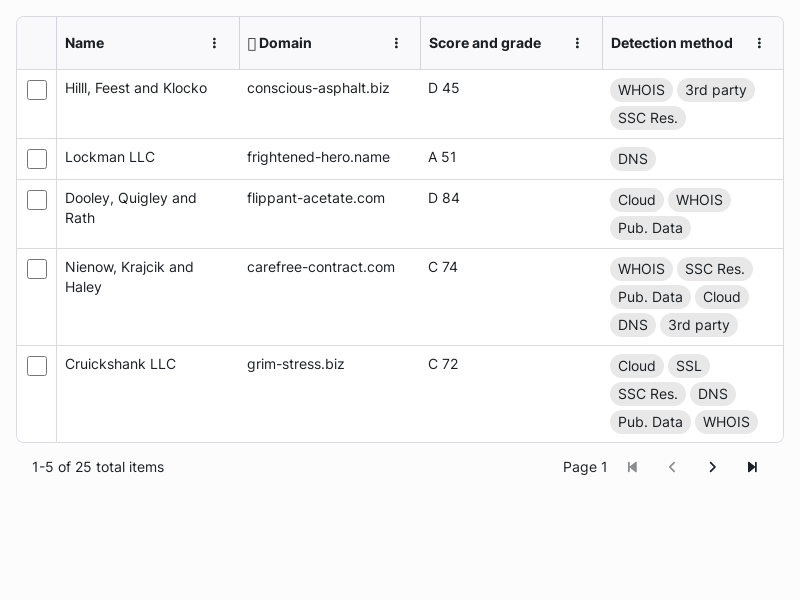 Name Domain Score and grade Detection method
Hilll, Feest and Klocko conscious-asphalt.biz D 45 WHOIS 3rd party
SSC Res.
Lockman LLC frightened-hero.name A 51 DNS
Dooley, Quigley and flippant-acetate.com D 84 Cloud WHOIS
Rath Pub. Data
Nienow, Krajcik and carefree-contract.com C 74 WHOIS SSC Res.
Haley Pub. Data Cloud
DNS 3rd party
Cruickshank LLC grim-stress.biz C 72 Cloud SSL
SSC Res. DNS
Pub. Data WHOIS
1-5 of 25 total items Page 1